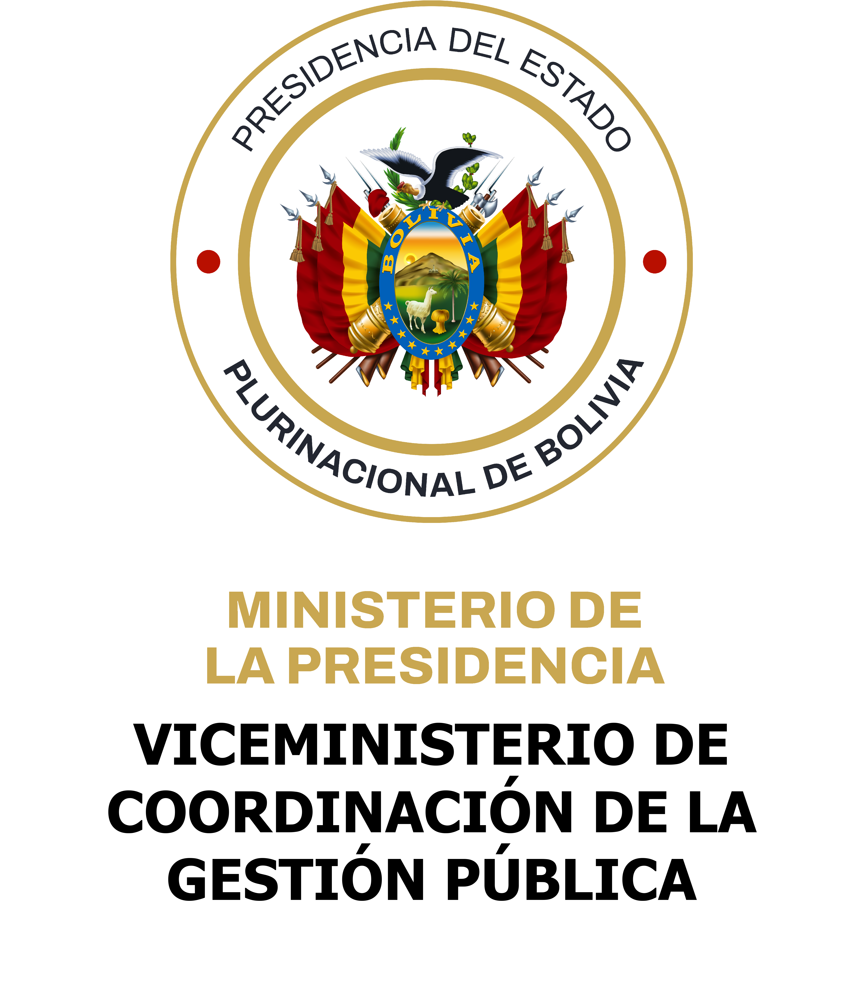 PRESIDENCIA DEL ESTADO
BOLIVIA
PLURINACIONAL DE BOLIVIA
MINISTERIO DE
LA PRESIDENCIA
VICEMINISTERIO DE
COORDINACIÓN DE LA
GESTIÓN PÚBLICA